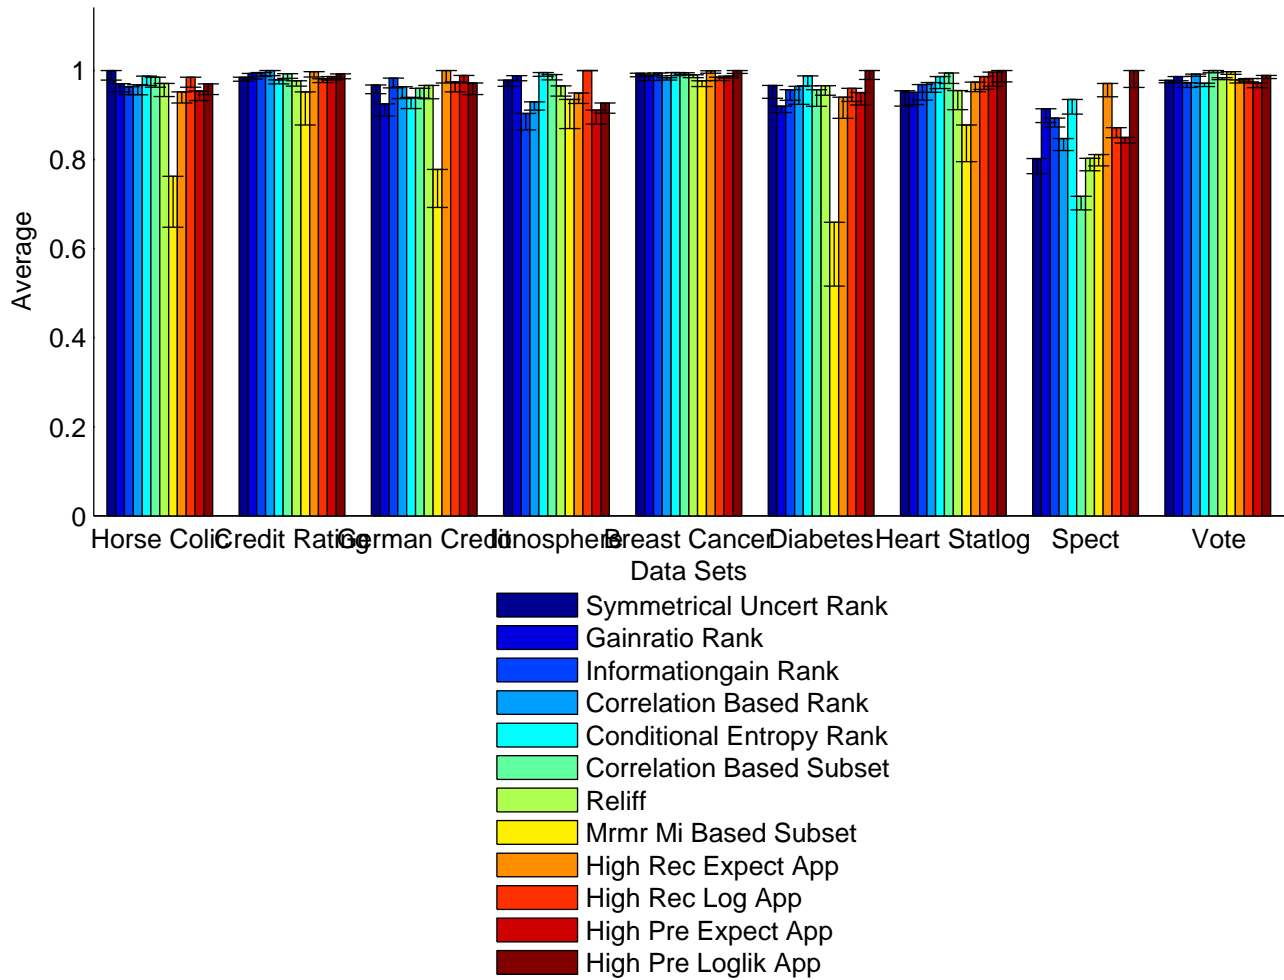 1
0.8
0.6
0.4
0.2
0
Average
Horse Colic Credit Rating German Credit Ionosphere Breast Cancer Diabetes Heart Statlog Spect Vote
Data Sets
Symmetrical Uncert Rank
Gainratio Rank
Informationgain Rank
Correlation Based Rank
Conditional Entropy Rank
Correlation Based Subset
Reliff
Mrmr Mi Based Subset
High Rec Expect App
High Rec Log App
High Pre Expect App
High Pre Loglik App